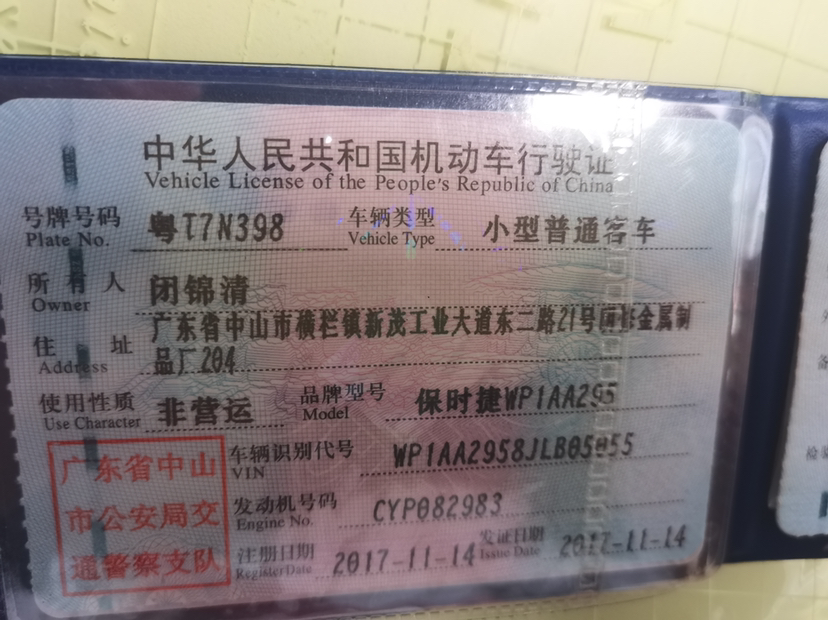 中华人民共和国机动车行驶证
Vehicle License of the People's Republic of China
号牌号码 粤T7N398 车辆类型 小型普通客车
Plate No. Vehicle Type
所有人 闭锦清
Owner
住址 广东省中山市横栏镇新茂工业大道东二路21号 金属制
Address 品厂204
使用性质 非营运 品牌型号 保时捷WP1AA295
Use Character Model
广东省中山
市公安局交
通警察支队
车辆识别代号
VIN
发动机号码 CYP082983
Engine No.
注册日期 2017-11-14 发证日期 2017-11-14
Register Date Issue Date
备
检验